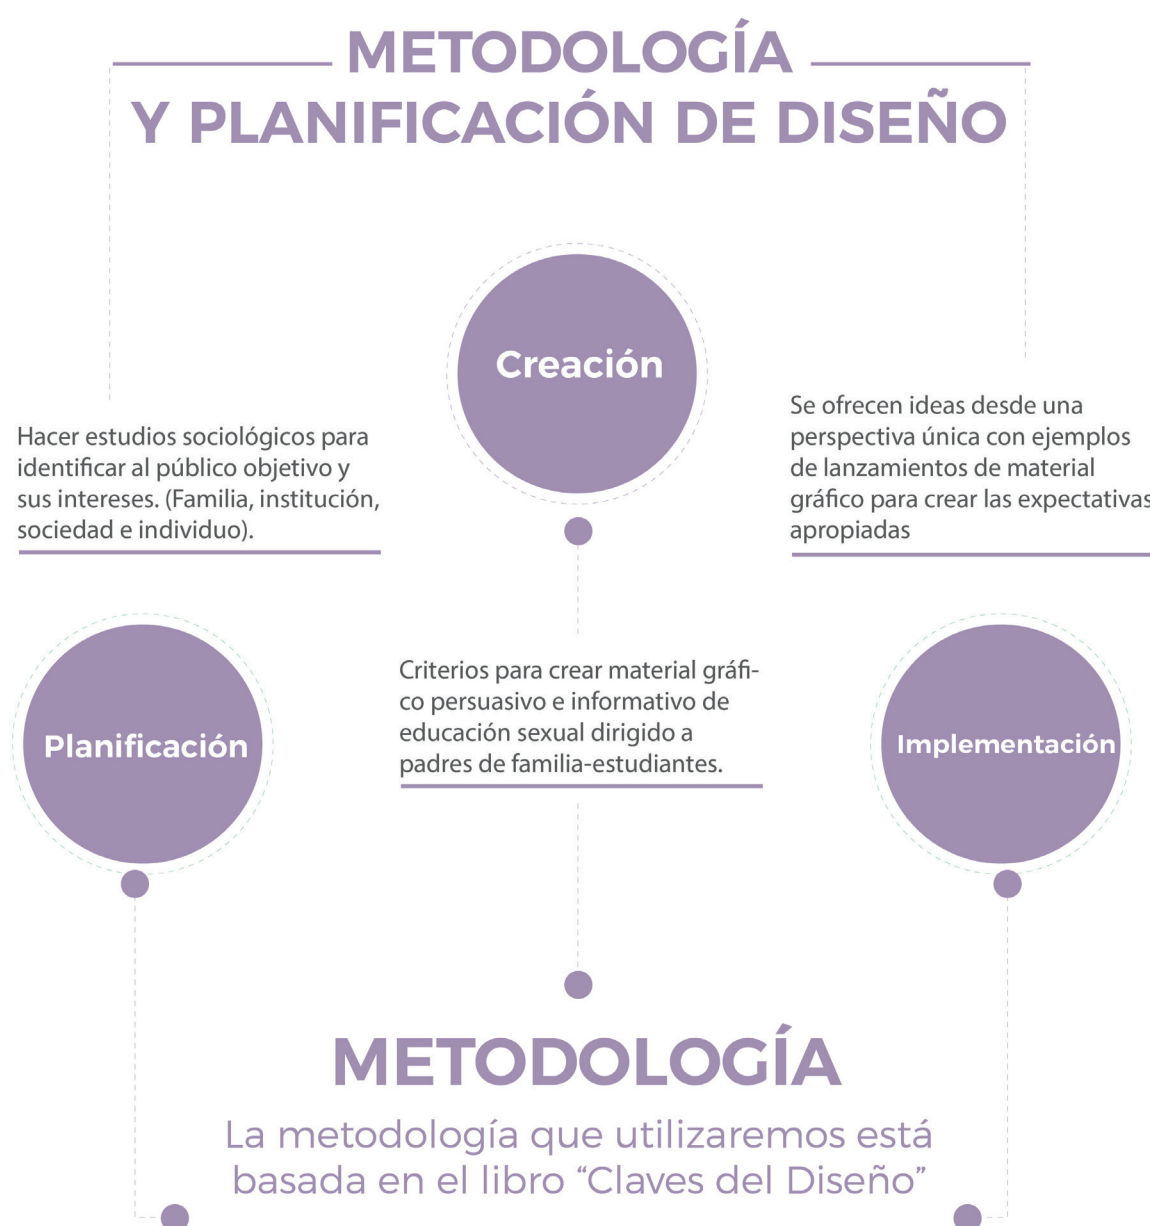 METODOLOGÍA
Y PLANIFICACIÓN DE DISEÑO
Creación
Hacer estudios sociológicos para
identificar al público objetivo y
sus intereses. (Familia, institución,
sociedad e individuo).
Se ofrecen ideas desde una
perspectiva única con ejemplos
de lanzamientos de material
gráfico para crear las expectativas
apropiadas
Planificación
Criterios para crear material gráfi-
co persuasivo e informativo de
educación sexual dirigido a
padres de familia-estudiantes.
Implementación
METODOLOGÍA
La metodología que utilizaremos está
basada en el libro “Claves del Diseño”